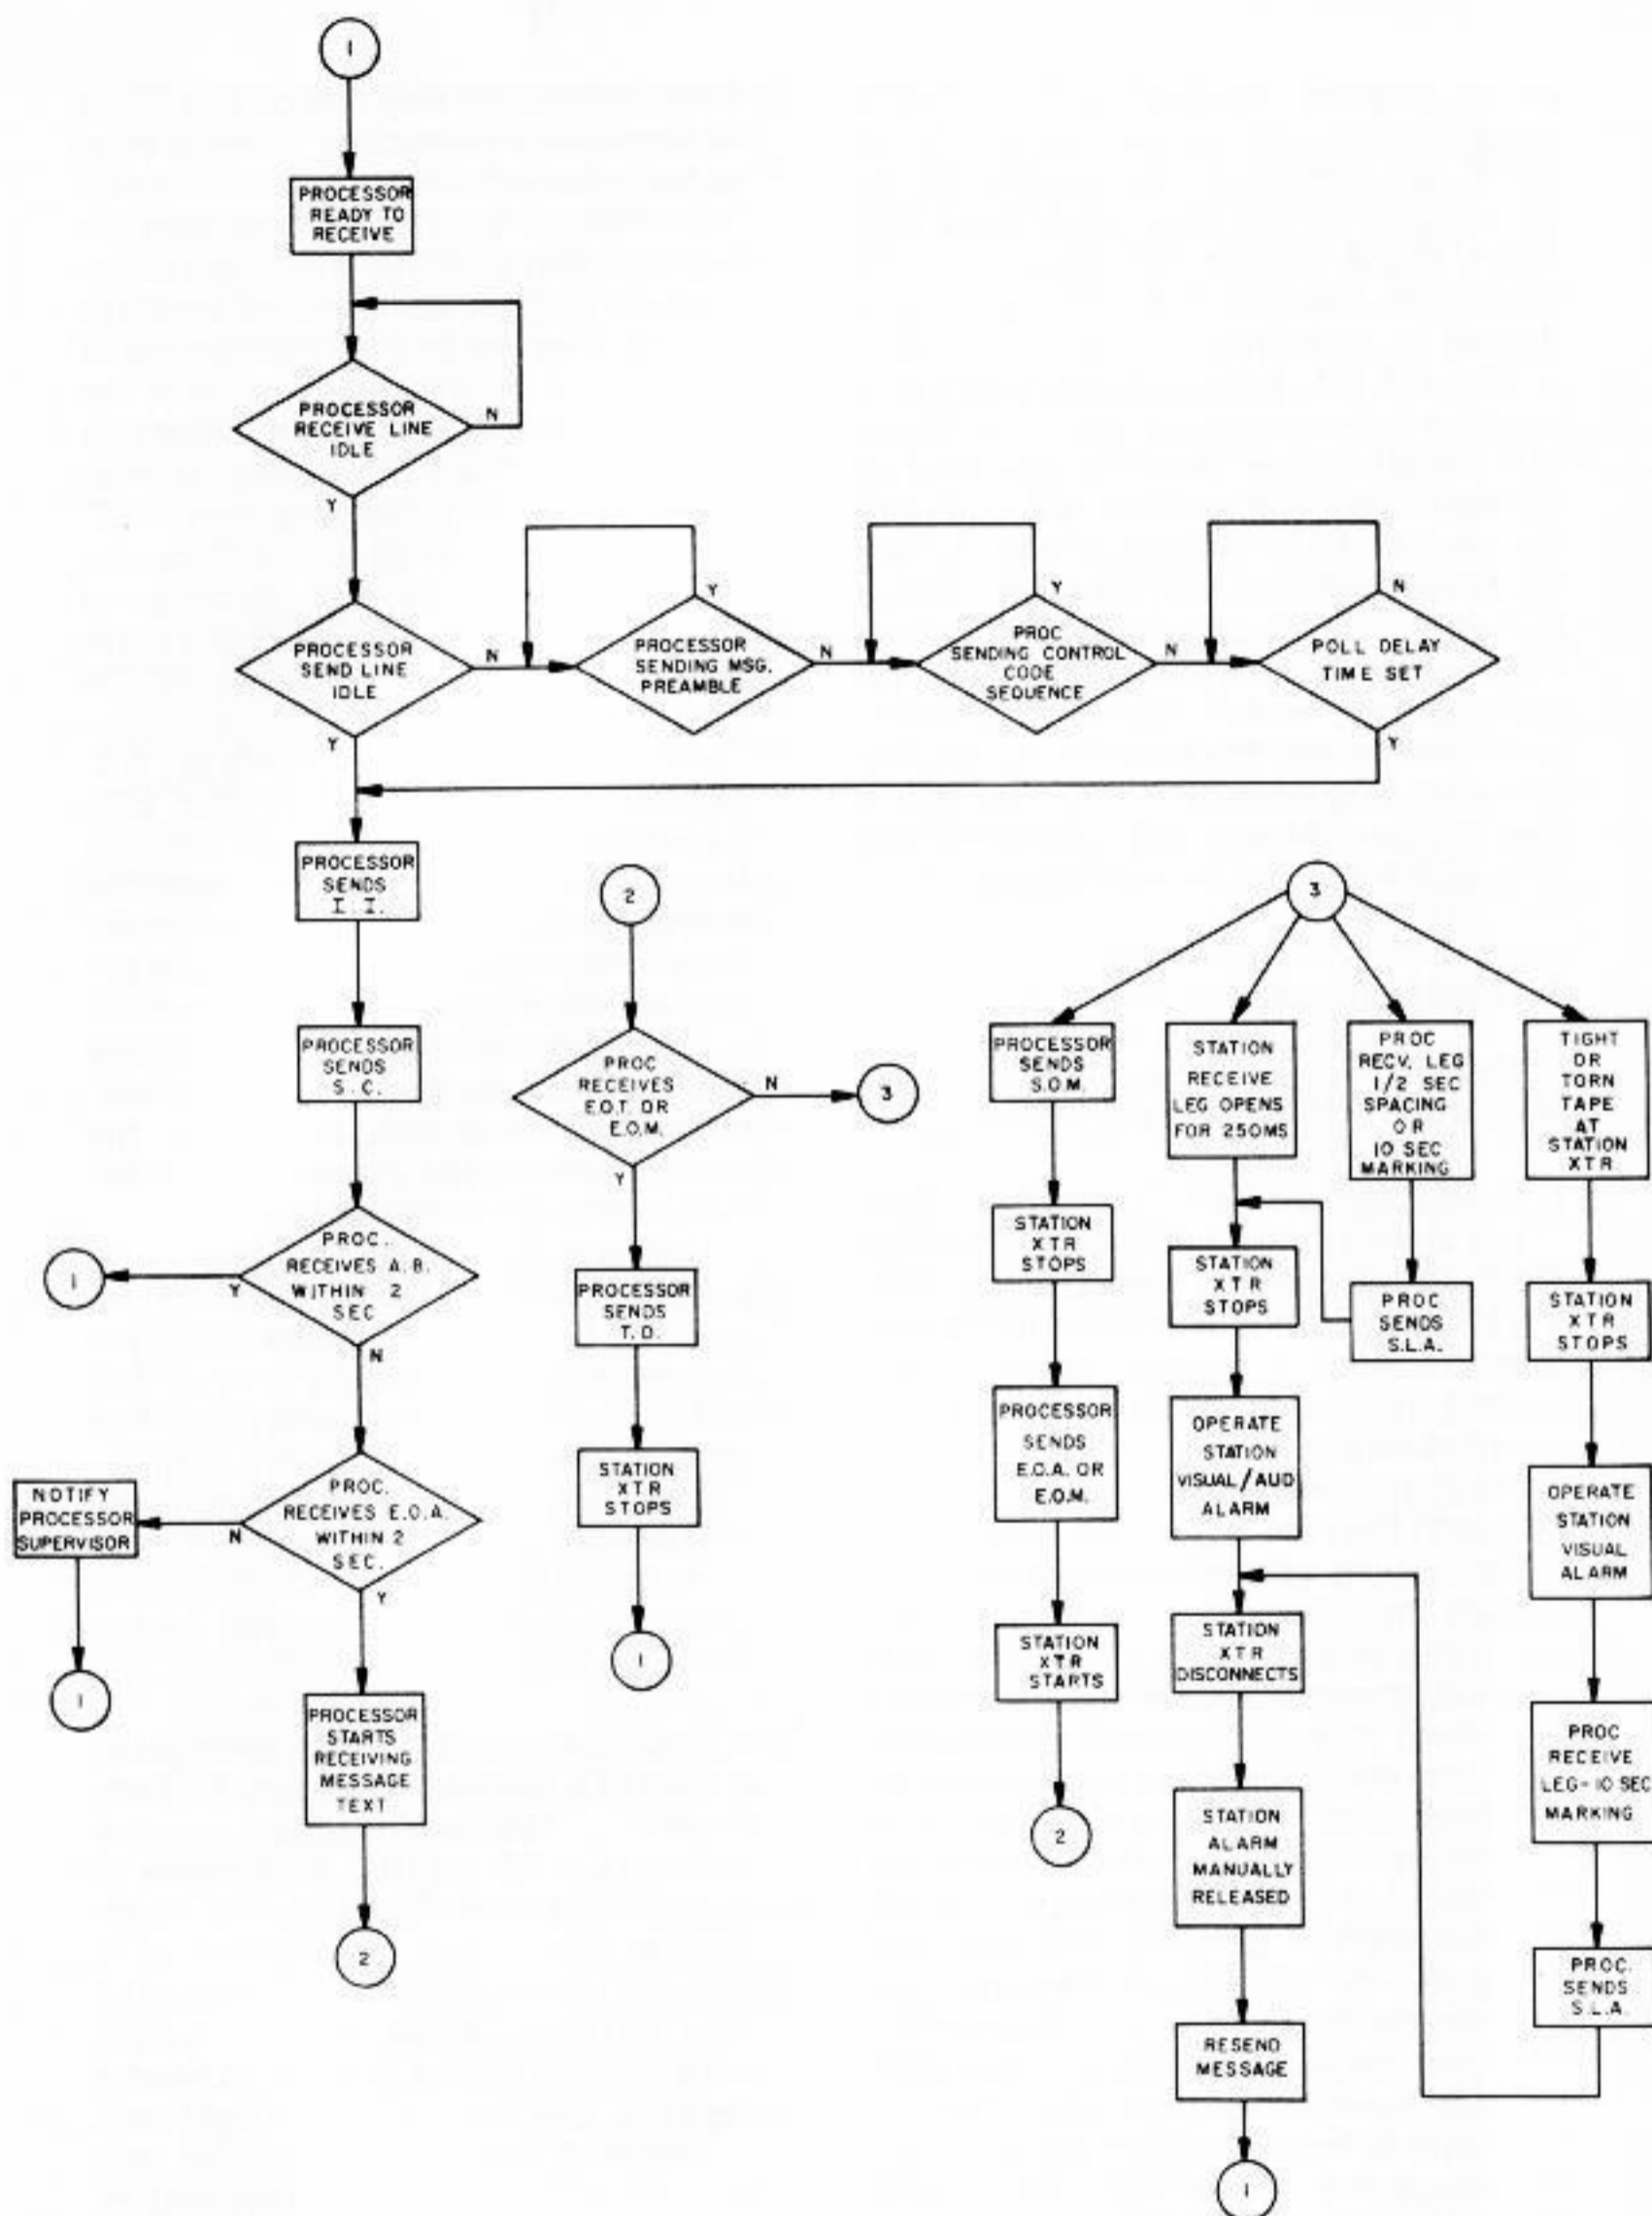 1
PROCESSOR
READY TO
RECEIVE
PROCESSOR
RECEIVE LINE
IDLE
N
Y
PROCESSOR
SEND LINE
IDLE
N
Y
PROCESSOR
SENDING MSG.
PREAMBLE
Y
N
PROC
SENDING CONTROL
CODE
SEQUENCE
Y
N
POLL DELAY
TIME SET
N
Y
PROCESSOR
SENDS
I. I.
PROCESSOR
SENDS
S. C.
PROC.
RECEIVES A. B.
WITHIN 2
SEC
Y
1
N
PROC.
RECEIVES E.O.A.
WITHIN 2
SEC.
N
NOTIFY
PROCESSOR
SUPERVISOR
1
Y
PROCESSOR
STARTS
RECEIVING
MESSAGE
TEXT
2
2
PROC
RECEIVES
E.O.T. OR
E.O.M.
N
3
Y
PROCESSOR
SENDS
T. D.
STATION
XTR
STOPS
1
3
PROCESSOR
SENDS
S.O.M.
STATION
XTR
STOPS
PROCESSOR
SENDS
E.O.A. OR
E.O.M.
STATION
XTR
STARTS
2
STATION
RECEIVE
LEG OPENS
FOR 250MS
STATION
XTR
STOPS
OPERATE
STATION
VISUAL/AUD
ALARM
STATION
XTR
DISCONNECTS
STATION
ALARM
MANUALLY
RELEASED
RESEND
MESSAGE
1
PROC
RECV. LEG
1/2 SEC
SPACING
OR
10 SEC
MARKING
PROC
SENDS
S.L.A.
TIGHT
OR
TORN
TAPE
AT
STATION
XTR
STATION
XTR
STOPS
OPERATE
STATION
VISUAL
ALARM
PROC
RECEIVE
LEG-10 SEC
MARKING
PROC.
SENDS
S.L.A.